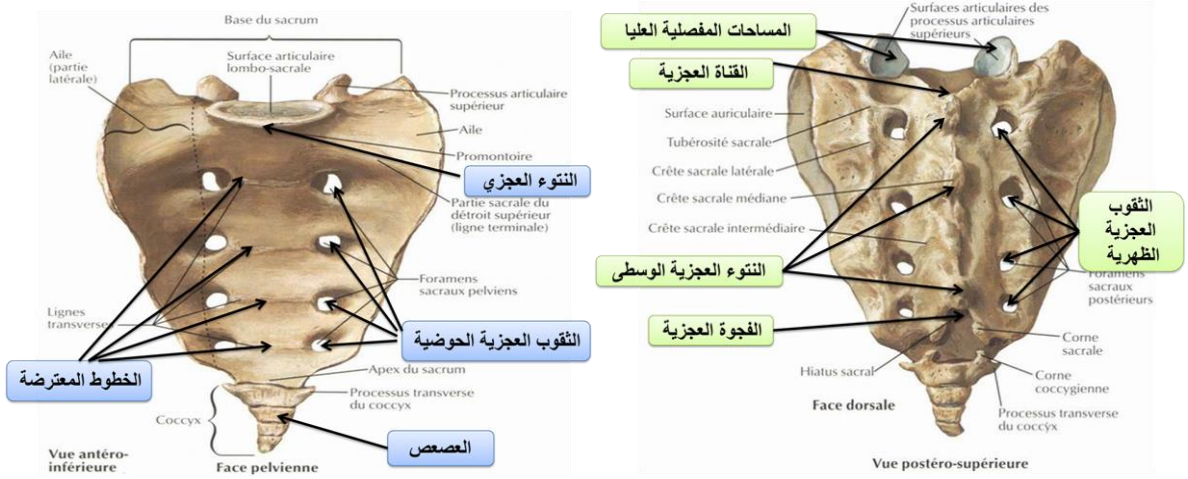 Base du sacrum
Aile
(partie
latérale)
Surface articulaire
lombo-sacrale
Processus articulaire
supérieur
Aile
Promontoire
النتوء العجزي
Partie sacrale du
détroit supérieur
(ligne terminale)
Foramens
sacraux pelviens
Lignes
transverses
الثقوب العجزية الحوضية
الخطوط المعترضة
Apex du sacrum
Processus transverse
du coccyx
Coccyx
العصعص
Vue antéro-
inférieure
Face pelvienne
Surfaces articulaires des
processus articulaires
supérieurs
المساحات المفصلية العليا
القناة العجزية
Surface auriculaire
Tubérosité sacrale
Crête sacrale latérale
Crête sacrale médiane
Crête sacrale intermédiaire
الثقوب
العجزية
الظهرية
النتوء العجزية الوسطى
Foramens
sacraux
postérieurs
الفجوة العجزية
Corne
sacrale
Hiatus sacral
Corne
coccygienne
Face dorsale
Processus transverse
du coccyx
Vue postéro-supérieure